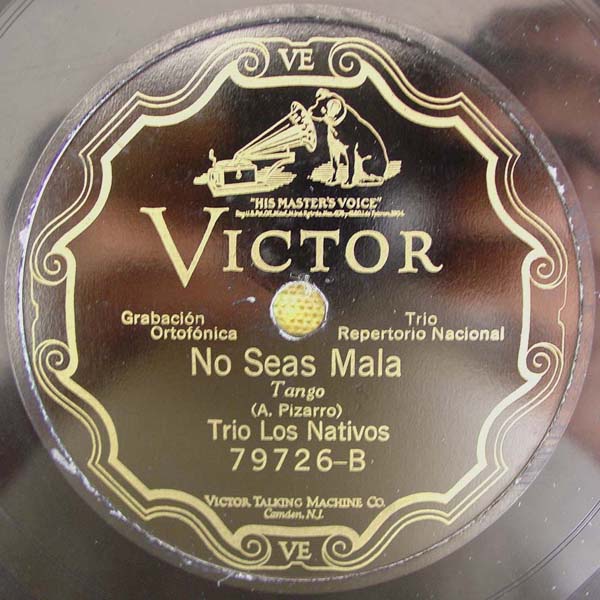 VE
"HIS MASTER'S VOICE"
VICTOR
Grabación Ortofónica
Trio Repertorio Nacional
No Seas Mala
Tango
(A. Pizarro)
Trio Los Nativos
79726-B
VICTOR TALKING MACHINE CO.
Camden, N.J.
VE